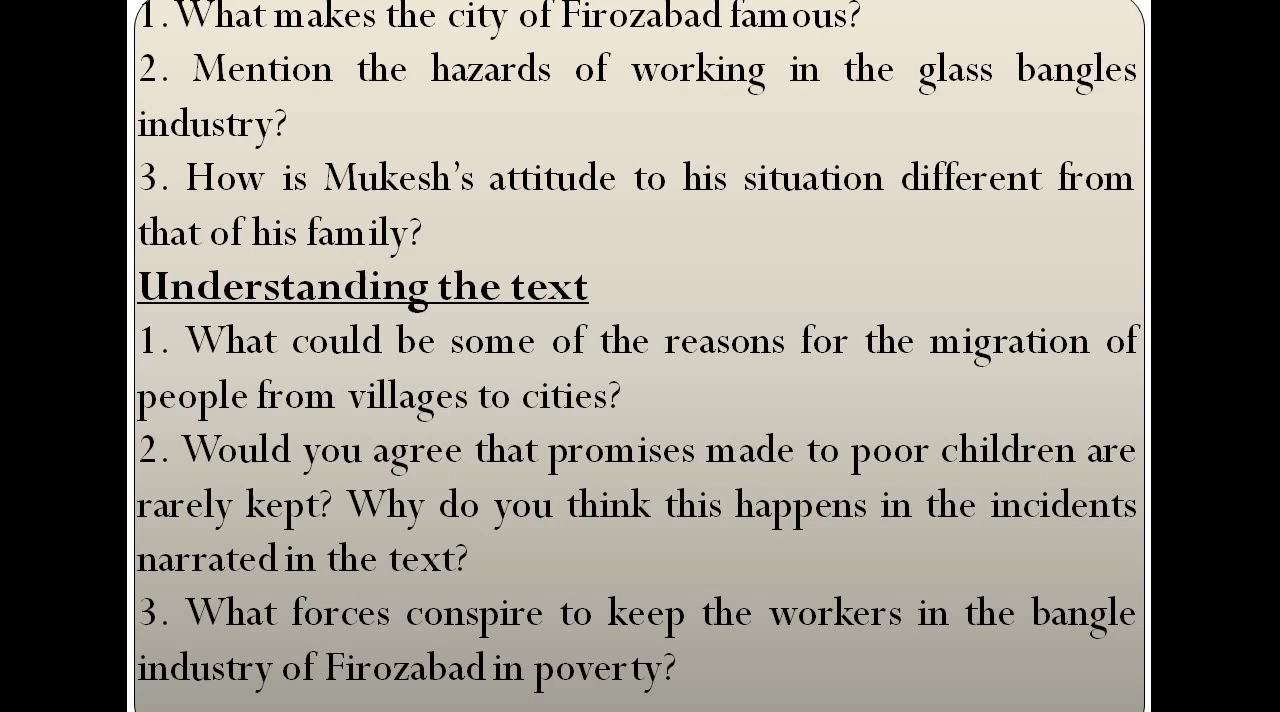 1. What makes the city of Firozabad famous?
2. Mention the hazards of working in the glass bangles
industry?
3. How is Mukesh’s attitude to his situation different from
that of his family?
Understanding the text
1. What could be some of the reasons for the migration of
people from villages to cities?
2. Would you agree that promises made to poor children are
rarely kept? Why do you think this happens in the incidents
narrated in the text?
3. What forces conspire to keep the workers in the bangle
industry of Firozabad in poverty?